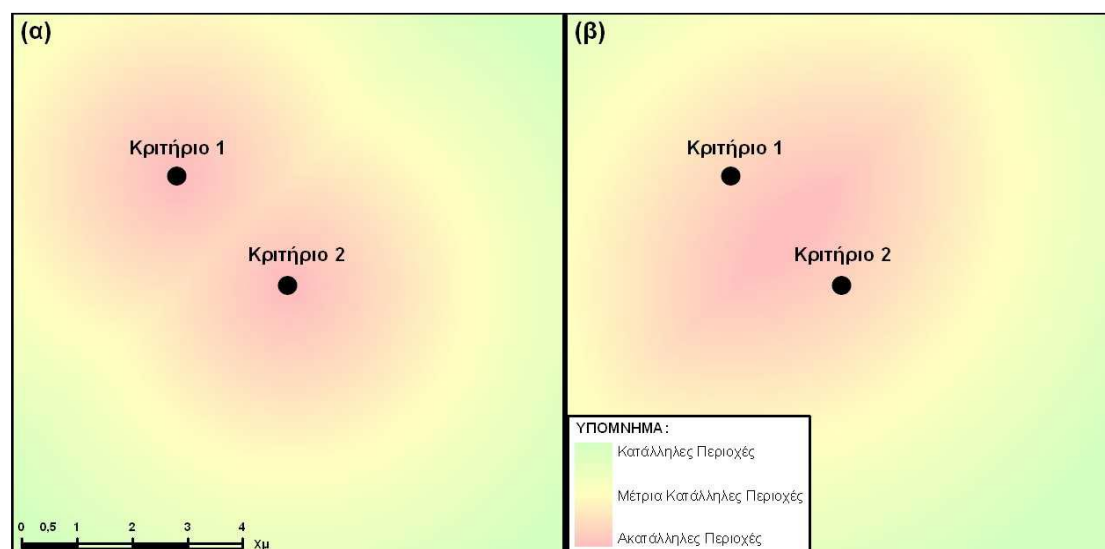 (α)
Κριτήριο 1
Κριτήριο 2
0 0,5 1 2 3 4
Χμ
(β)
Κριτήριο 1
Κριτήριο 2
ΥΠΟΜΝΗΜΑ:
Κατάλληλες Περιοχές
Μέτρια Κατάλληλες Περιοχές
Ακατάλληλες Περιοχές